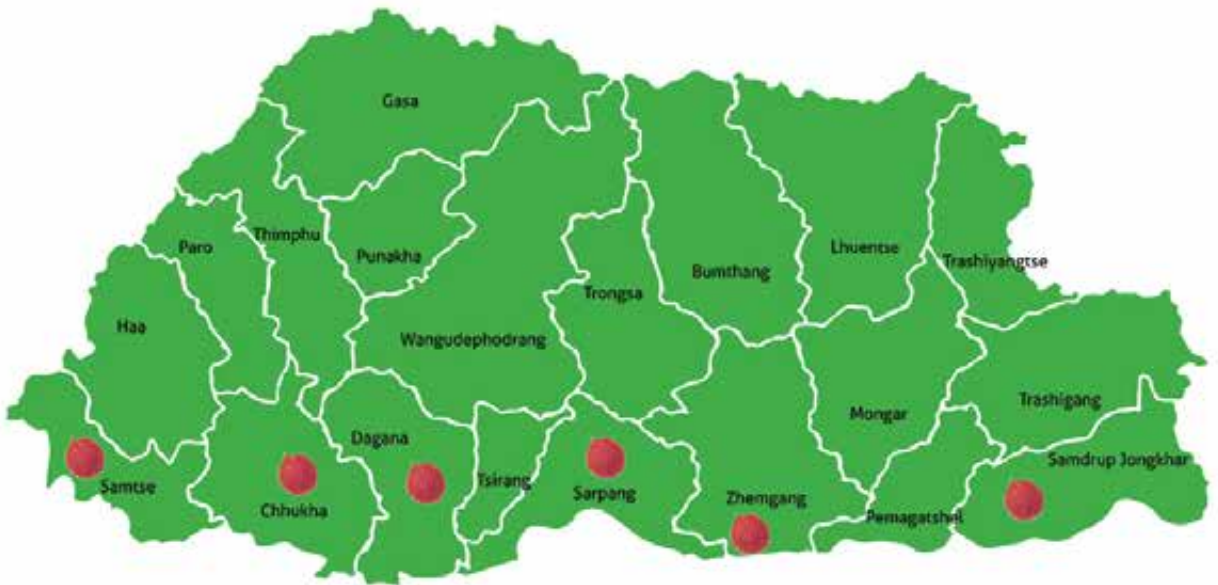 Gasa
Thimphu
Paro
Punakha
Lhuentse
Trashiyangtse
Bumthang
Trongsa
Haa
Wangudephodrang
Trashigang
Mongar
Dagana
Samdrup Jongkhar
Tsirang
Samtse
Sarpang
Zhemgang
Chhukha
Pemagatshel